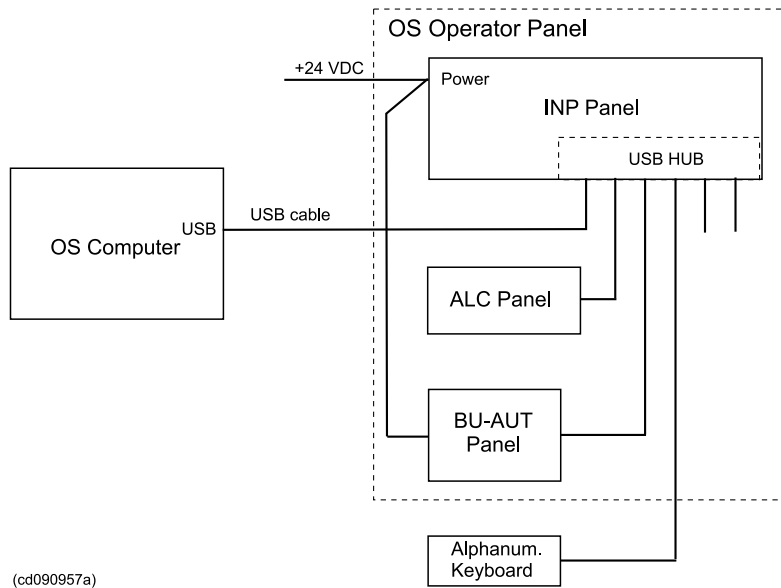 OS Operator Panel
+24 VDC
Power
INP Panel
USB HUB
USB
USB cable
OS Computer
ALC Panel
BU-AUT
Panel
Alphanum.
Keyboard
(cd090957a)